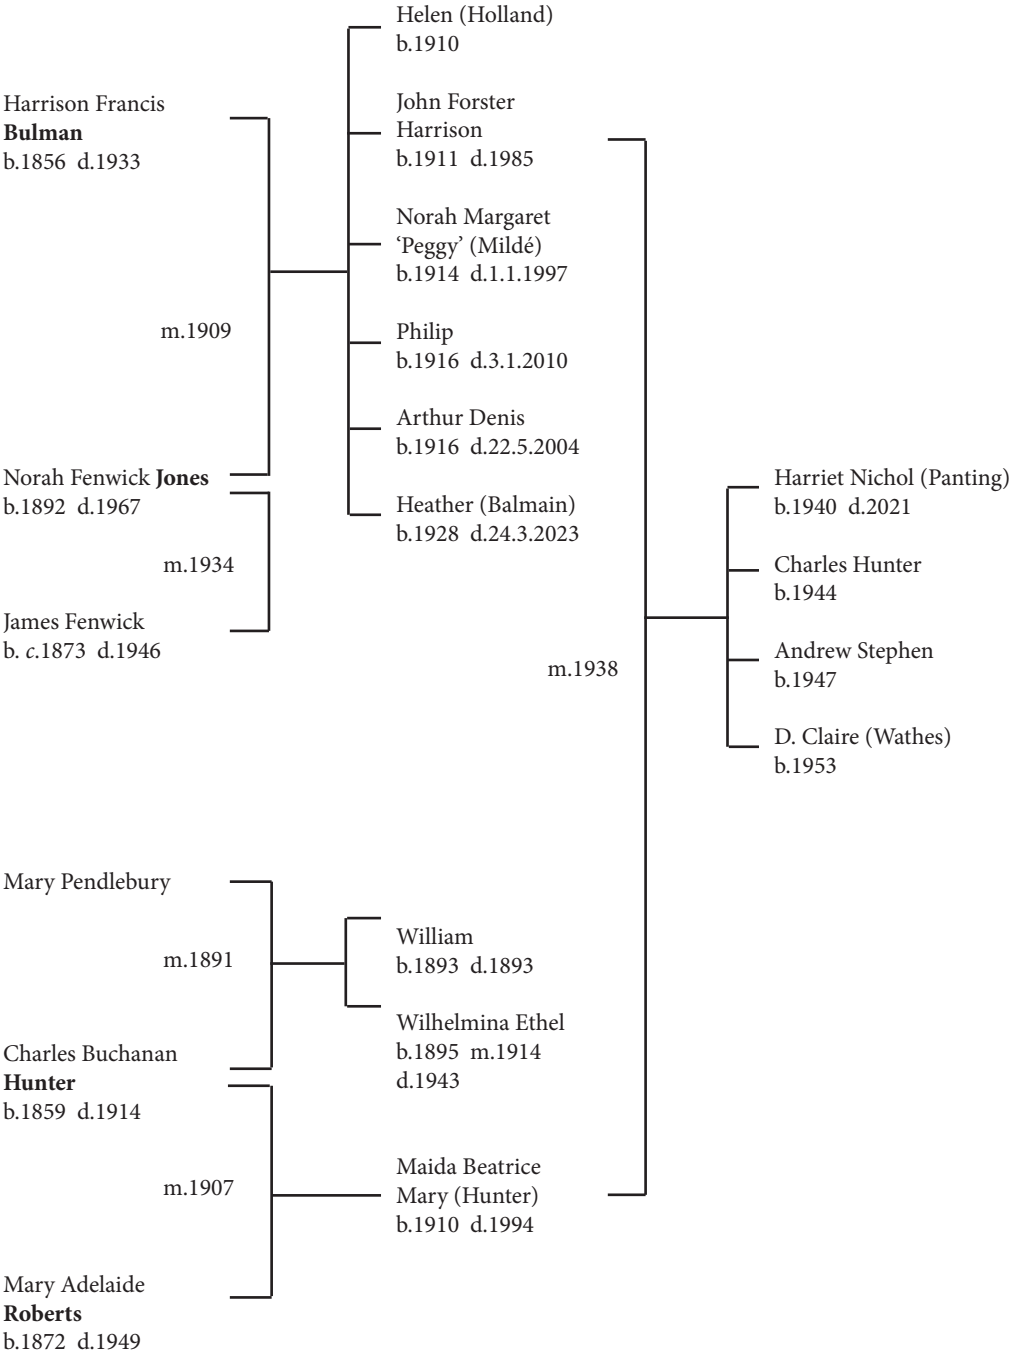 Helen (Holland)
b.1910
Harrison Francis
Bulman
b.1856 d.1933
John Forster
Harrison
b.1911 d.1985
Norah Margaret
‘Peggy’ (Mildé)
b.1914 d.1.1.1997
m.1909
Philip
b.1916 d.3.1.2010
Arthur Denis
b.1916 d.22.5.2004
Norah Fenwick Jones
b.1892 d.1967
Heather (Balmain)
b.1928 d.24.3.2023
m.1934
James Fenwick
b. c.1873 d.1946
m.1938
Harriet Nichol (Panting)
b.1940 d.2021
Charles Hunter
b.1944
Andrew Stephen
b.1947
D. Claire (Wathes)
b.1953
Mary Pendlebury
m.1891
William
b.1893 d.1893
Wilhelmina Ethel
b.1895 m.1914
d.1943
Charles Buchanan
Hunter
b.1859 d.1914
m.1907
Maida Beatrice
Mary (Hunter)
b.1910 d.1994
Mary Adelaide
Roberts
b.1872 d.1949